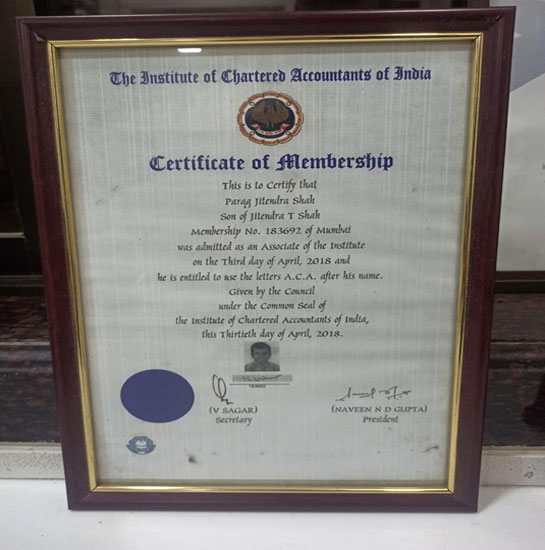 The Institute of Chartered Accountants of India
Certificate of Membership
This is to Certify that
Parag Jitendra Shah
Son of Jitendra T Shah
Membership No. 183692 of Mumbai
was admitted as an Associate of the Institute
on the Third day of April, 2018 and
he is entitled to use the letters A.C.A. after his name.
Given by the Council
under the Common Seal of
the Institute of Chartered Accountants of India,
this Thirtieth day of April, 2018.
183692
(V SAGAR)
Secretary
(NAVEEN N D GUPTA)
President